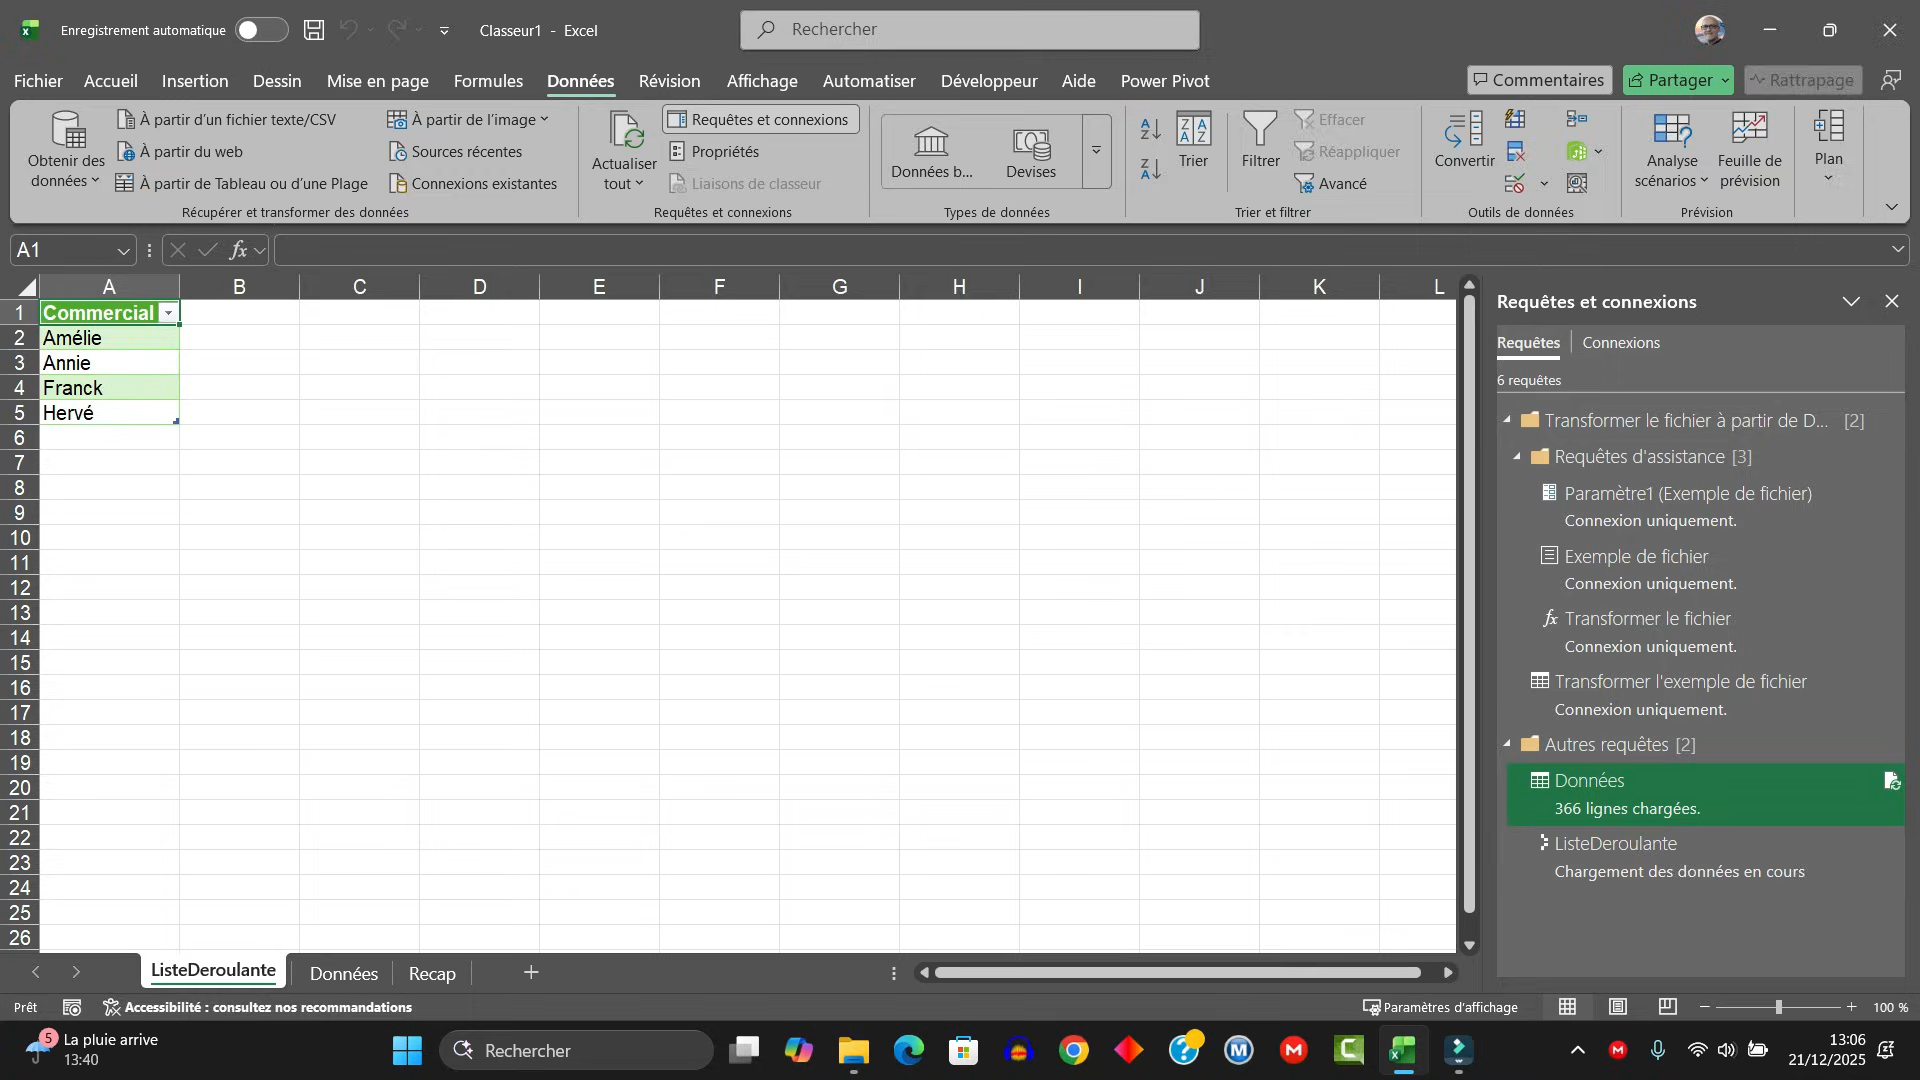 Enregistrement automatique
Classeur1 - Excel
Rechercher
Fichier Accueil Insertion Dessin Mise en page Formules Données Révision Affichage Automatiser Développeur Aide Power Pivot
Commentaires Partager Rattrapage
Obtenir des données
À partir d'un fichier texte/CSV
À partir du web
À partir de Tableau ou d'une Plage
À partir de l'image
Sources récentes
Connexions existantes
Récupérer et transformer des données
Actualiser tout
Requêtes et connexions
Propriétés
Liaisons de classeur
Requêtes et connexions
Données b...
Devises
Types de données
Trier
Filtrer
Effacer
Réappliquer
Avancé
Trier et filtrer
Convertir
Outils de données
Analyse scénarios
Feuille de prévision
Prévision
Plan
A1
fx
A B C D E F G H I J K L
1 Commercial
2 Amélie
3 Annie
4 Franck
5 Hervé
6
7
8
9
10
11
12
13
14
15
16
17
18
19
20
21
22
23
24
25
26
Requêtes et connexions
Requêtes Connexions
6 requêtes
Transformer le fichier à partir de D... [2]
Requêtes d'assistance [3]
Paramètre1 (Exemple de fichier)
Connexion uniquement.
Exemple de fichier
Connexion uniquement.
fx Transformer le fichier
Connexion uniquement.
Transformer l'exemple de fichier
Connexion uniquement.
Autres requêtes [2]
Données
366 lignes chargées.
ListeDeroulante
Chargement des données en cours
ListeDeroulante Données Recap
Prêt
Accessibilité : consultez nos recommandations
Paramètres d'affichage
100 %
5
La pluie arrive
13:40
Rechercher
13:06
21/12/2025